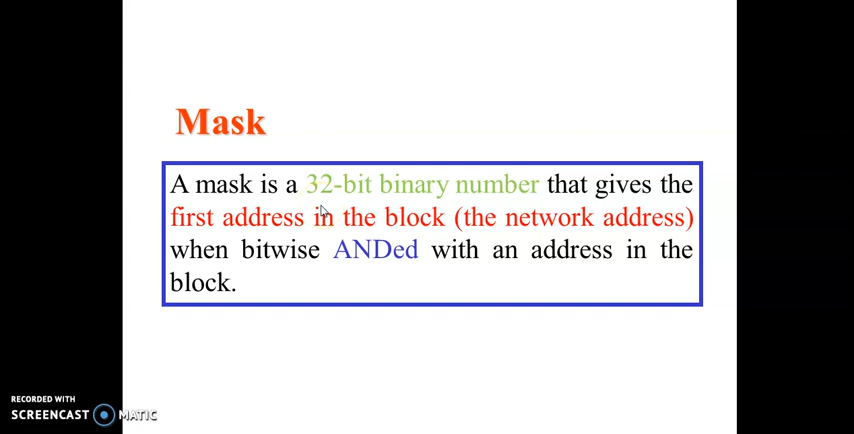 Mask
A mask is a 32-bit binary number that gives the
first address in the block (the network address)
when bitwise ANDed with an address in the
block.
RECORDED WITH
SCREENCAST MATIC